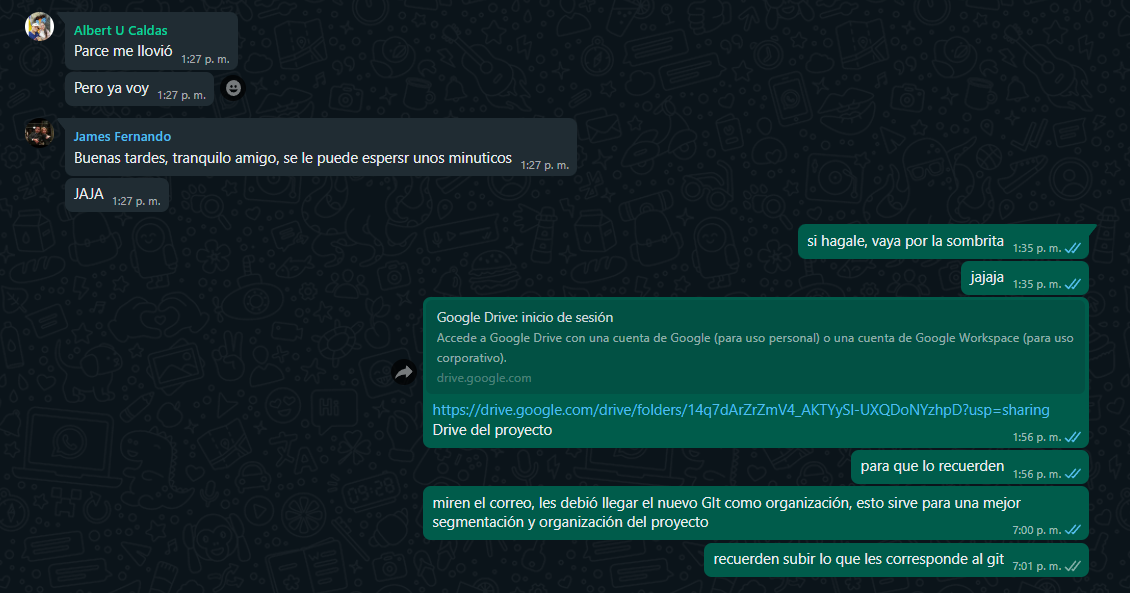 Albert U Caldas
Parce me llovió 1:27 p. m.
Pero ya voy 1:27 p. m.
James Fernando
Buenas tardes, tranquilo amigo, se le puede espersr unos minuticos 1:27 p. m.
JAJA 1:27 p. m.
si hagale, vaya por la sombrita 1:35 p. m.
jajaja 1:35 p. m.
Google Drive: inicio de sesión
Accede a Google Drive con una cuenta de Google (para uso personal) o una cuenta de Google Workspace (para uso
corporativo).
drive.google.com
https://drive.google.com/drive/folders/14q7dArZrZmV4_AKTYySI-UXQDoNYzhpD?usp=sharing
Drive del proyecto 1:56 p. m.
para que lo recuerden 1:56 p. m.
miren el correo, les debió llegar el nuevo GIt como organización, esto sirve para una mejor
segmentación y organización del proyecto 7:00 p. m.
recuerden subir lo que les corresponde al git 7:01 p. m.